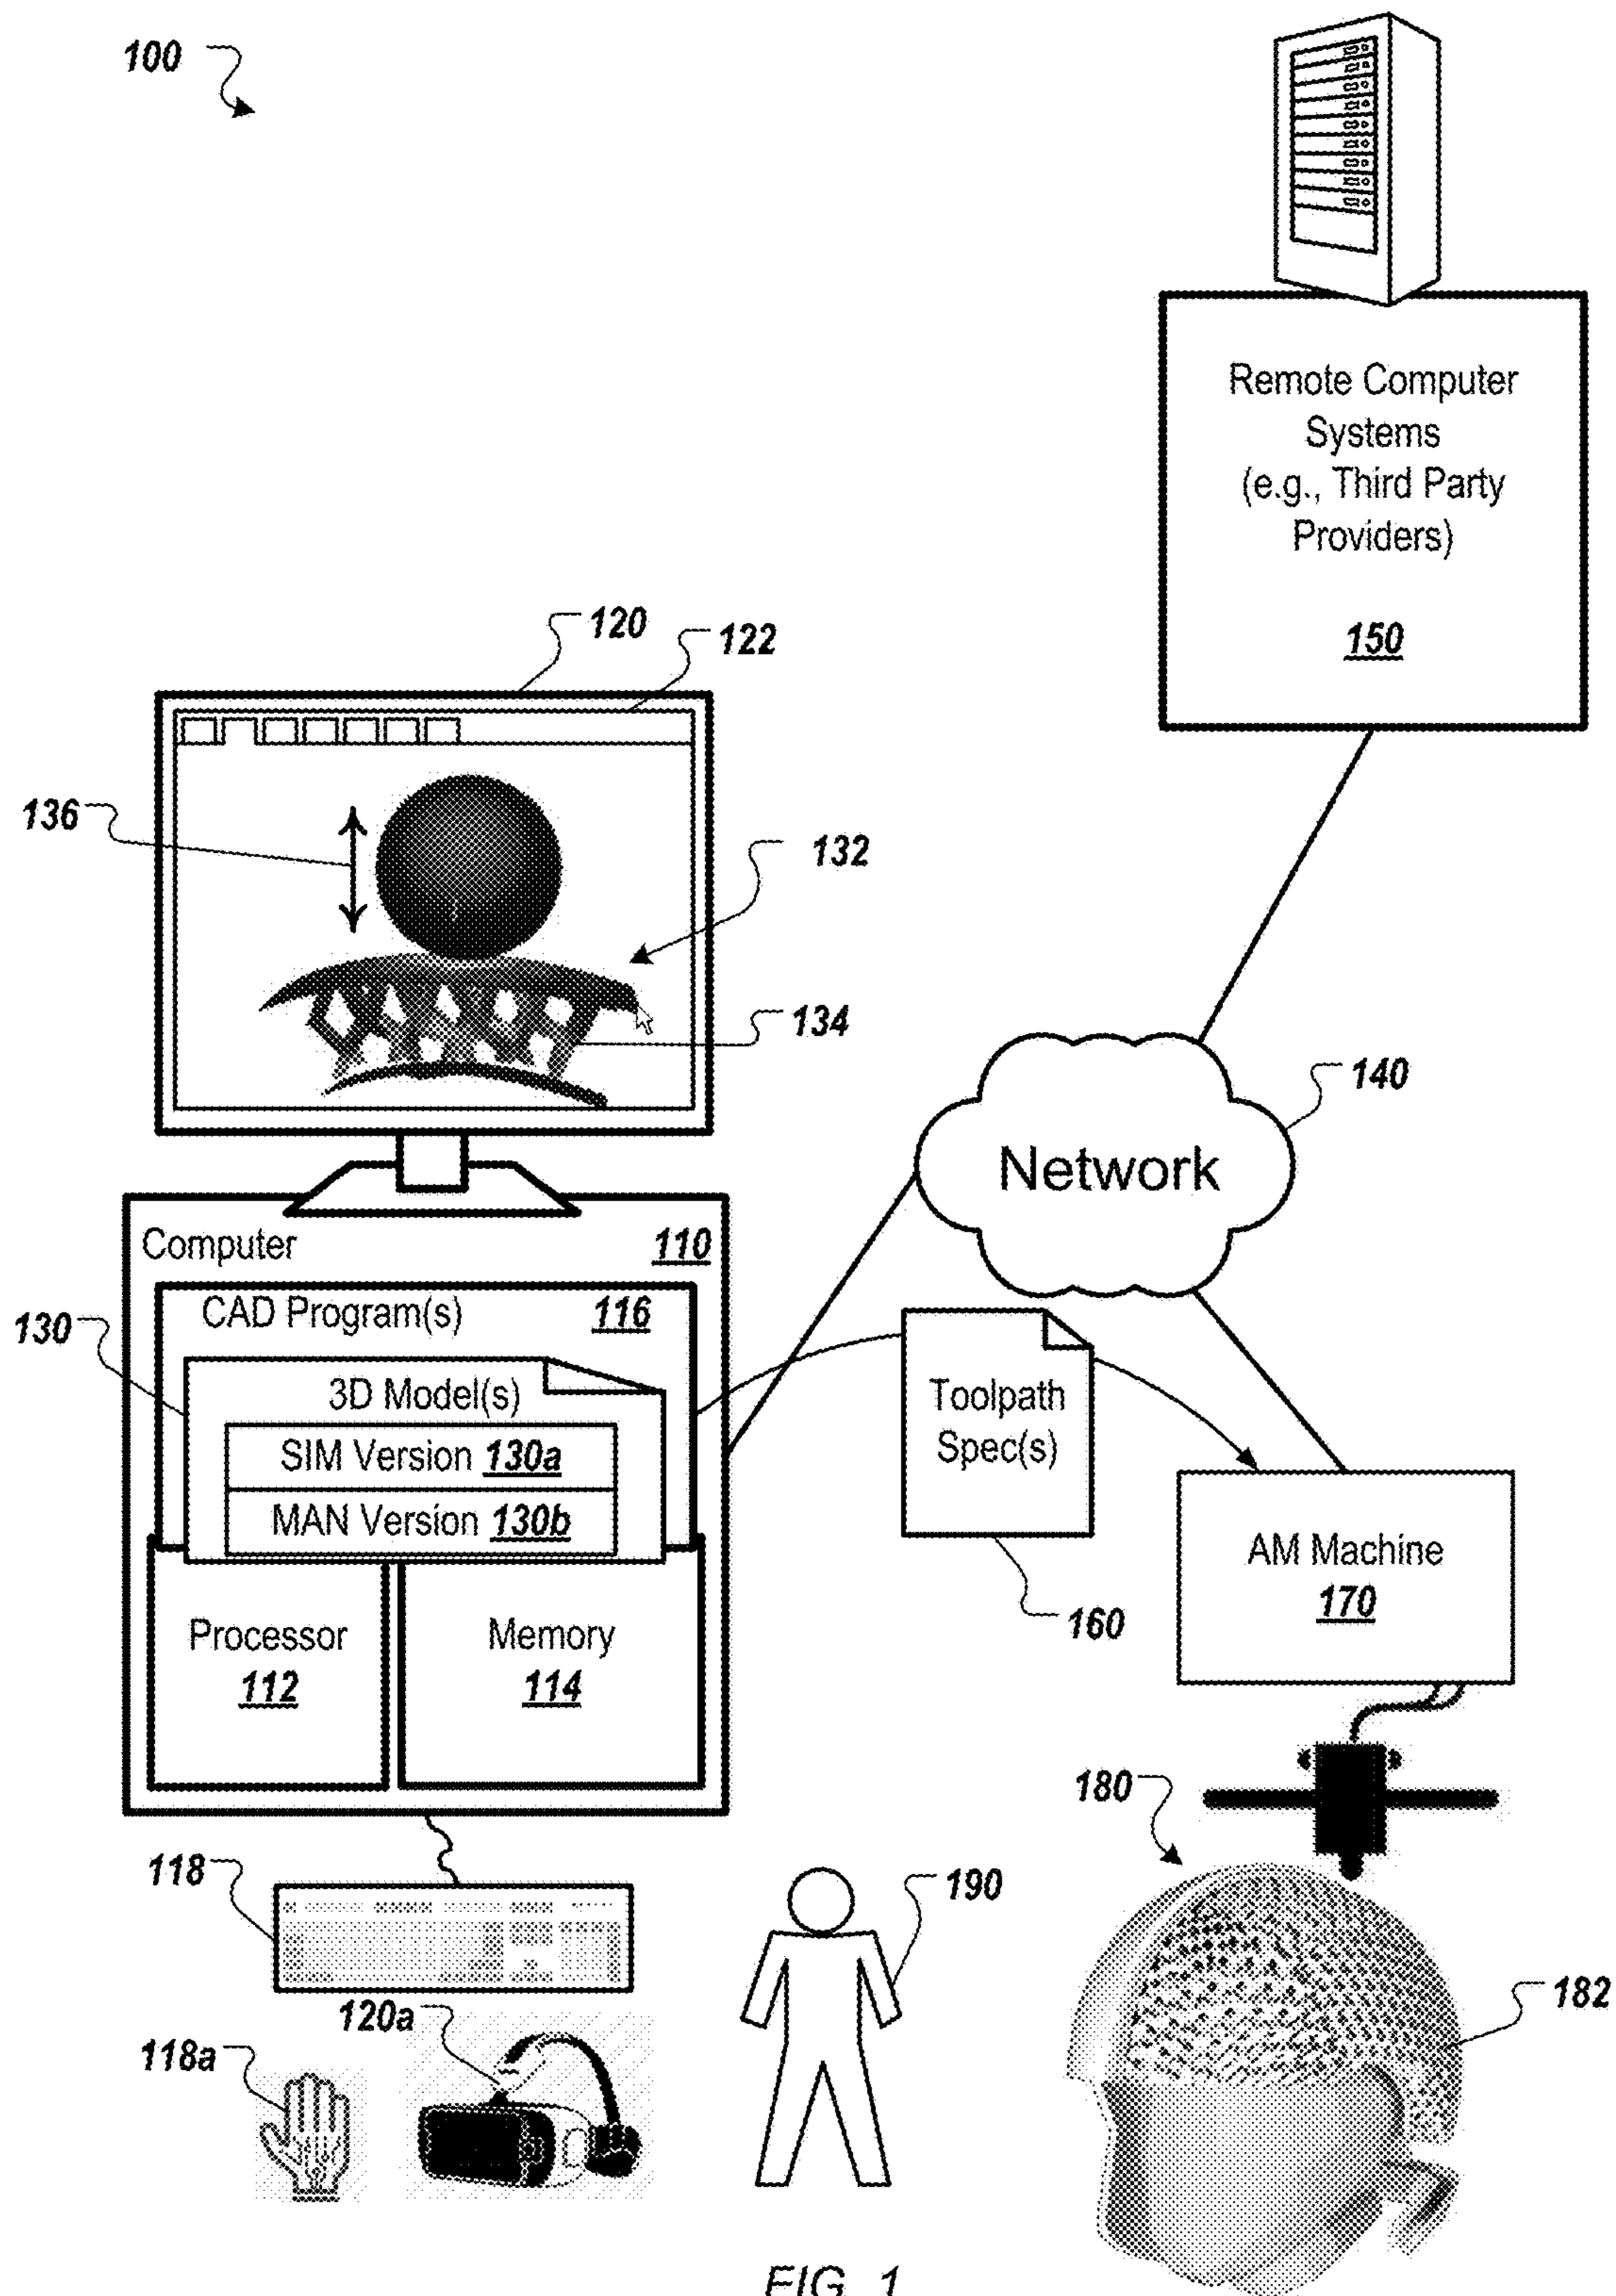 100
Remote Computer
Systems
(e.g., Third Party
Providers)
150
120
122
136
132
134
140
Network
Computer 110
CAD Program(s) 116
130
3D Model(s)
SIM Version 130a
MAN Version 130b
Toolpath
Spec(s)
160
AM Machine
170
Processor
112
Memory
114
180
118
190
182
120a
118a
FIG. 1